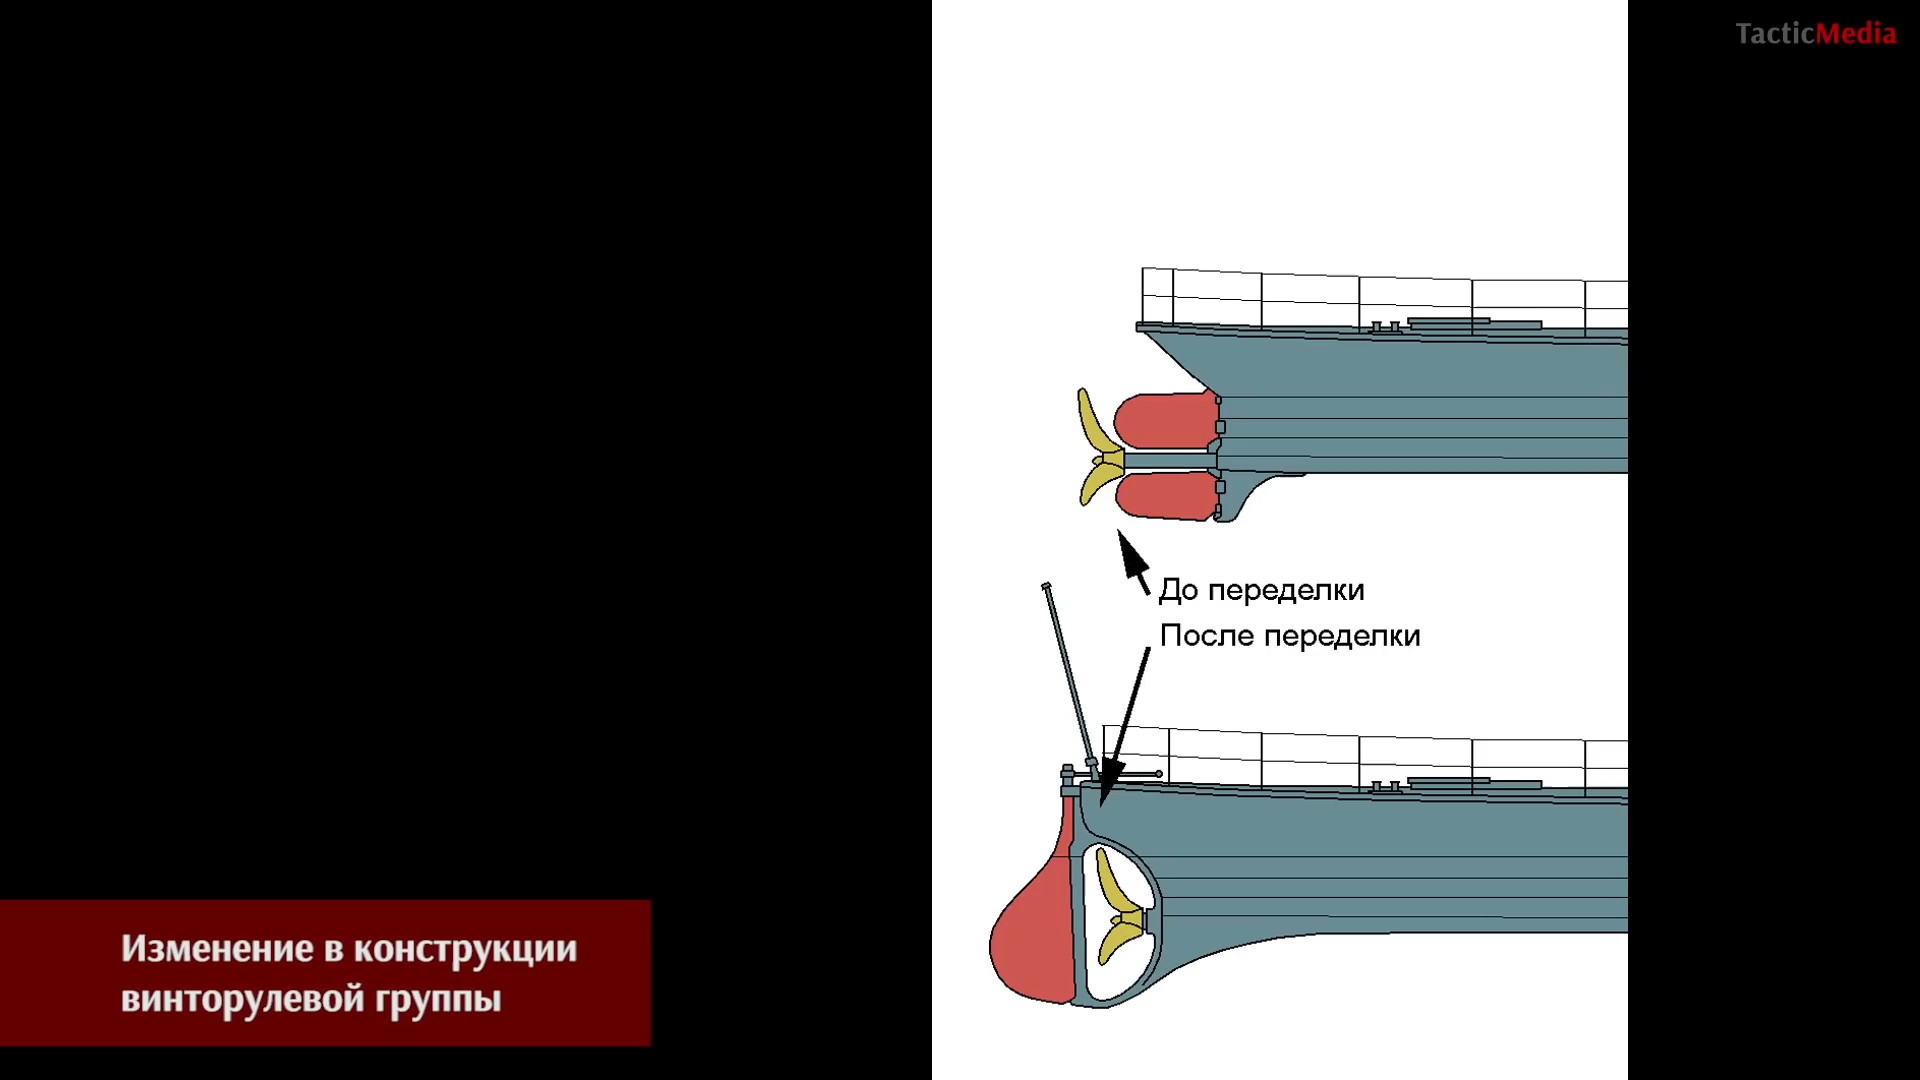 TacticMedia
До переделки
После переделки
Изменение в конструкции
винторулевой группы